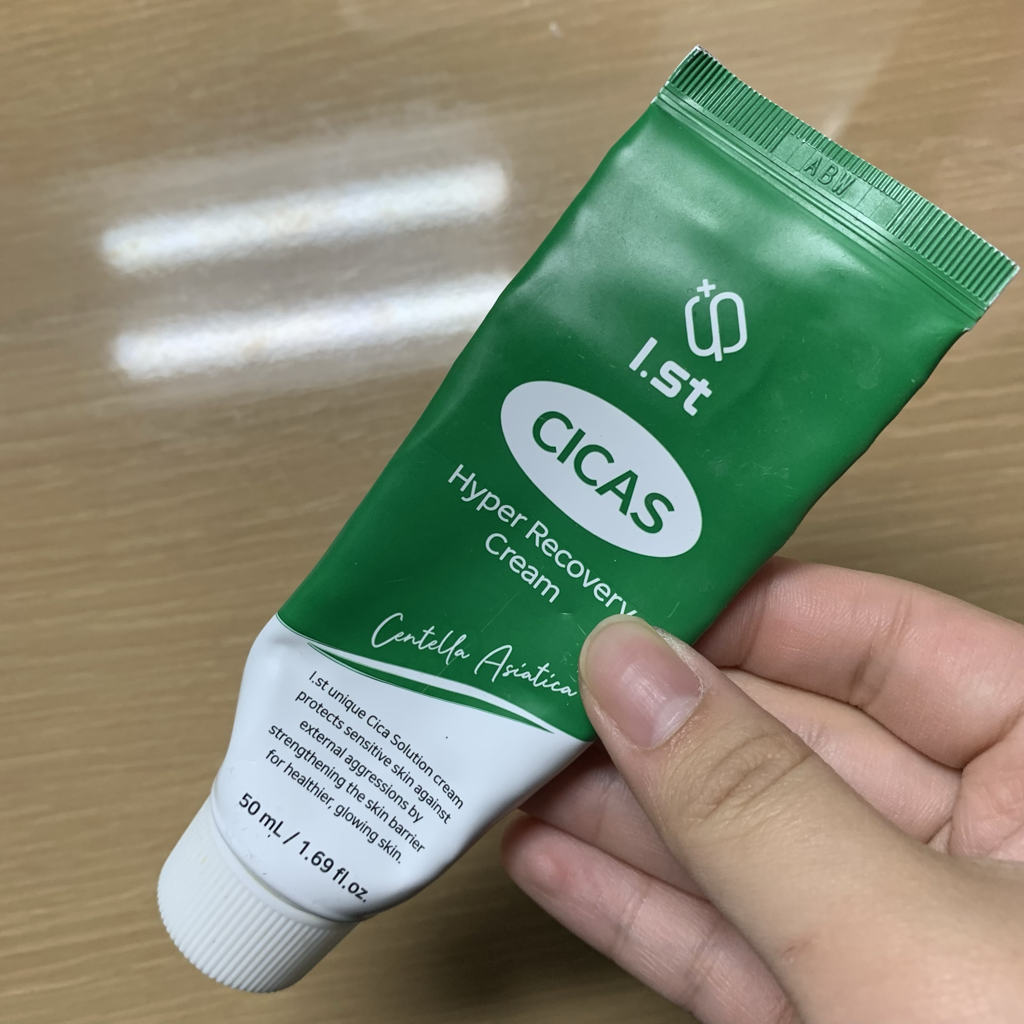 ABW
I.st
CICAS
Hyper Recovery
Cream
Centella Asiatica
I.st unique Cica Solution cream
protects sensitive skin against
external aggressions by
strengthening the skin barrier
for healthier, glowing skin.
50 mL / 1.69 fl.oz.